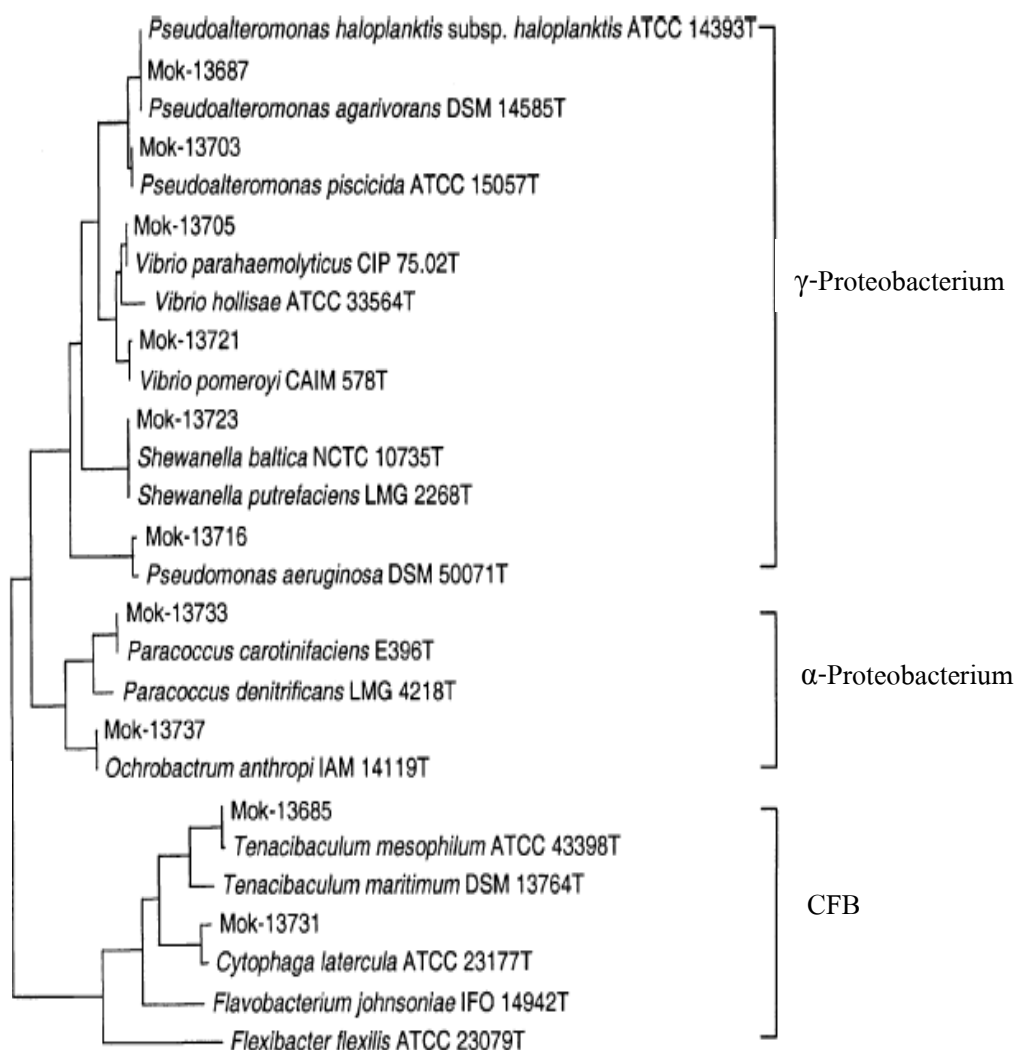 Pseudoalteromonas haloplanktis subsp. haloplanktis ATCC 14393T
Mok-13687
Pseudoalteromonas agarivorans DSM 14585T
Mok-13703
Pseudoalteromonas piscicida ATCC 15057T
Mok-13705
Vibrio parahaemolyticus CIP 75.02T
Vibrio hollisae ATCC 33564T
Mok-13721
Vibrio pomeroyi CAIM 578T
Mok-13723
Shewanella baltica NCTC 10735T
Shewanella putrefaciens LMG 2268T
Mok-13716
Pseudomonas aeruginosa DSM 50071T
γ-Proteobacterium
Mok-13733
Paracoccus carotinifaciens E396T
Paracoccus denitrificans LMG 4218T
Mok-13737
Ochrobactrum anthropi IAM 14119T
α-Proteobacterium
Mok-13685
Tenacibaculum mesophilum ATCC 43398T
Tenacibaculum maritimum DSM 13764T
Mok-13731
Cytophaga latercula ATCC 23177T
Flavobacterium johnsoniae IFO 14942T
Flexibacter flexilis ATCC 23079T
CFB